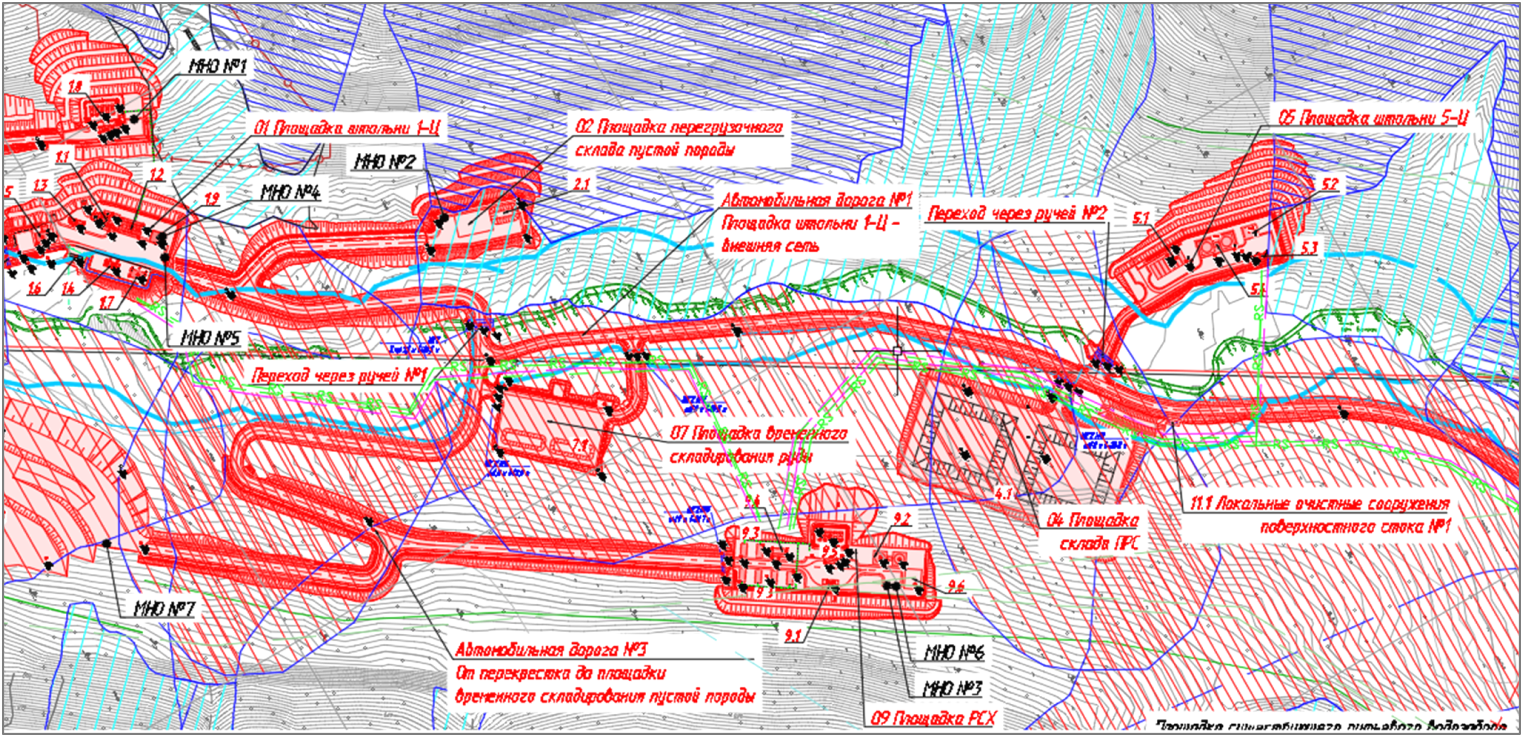 МНО №1
1.8
01 Площадка штольни 1-Ц
02 Площадка перегрузочного
склада пустой породы
05 Площадка штольни 5-Ц
1.1
1.3
1.2
1.9
МНО №2
МНО №4
2.1
5.2
Автомобильная дорога №1
Площадка штольни 1-Ц -
внешняя сеть
Переход через ручей №2
5.1
5.3
1.6
1.4
1.7
МНО №5
Переход через ручей №1
07 Площадка временного
складирования руды
7.1
4.1
11.1 Локальные очистные сооружения
поверхностного стока №1
04 Площадка
склада ПРС
9.4
9.3
9.5
9.2
9.6
9.1
МНО №7
Автомобильная дорога №3
От перекрестка до площадки
временного складирования пустой породы
МНО №6
МНО №3
09 Площадка РСХ